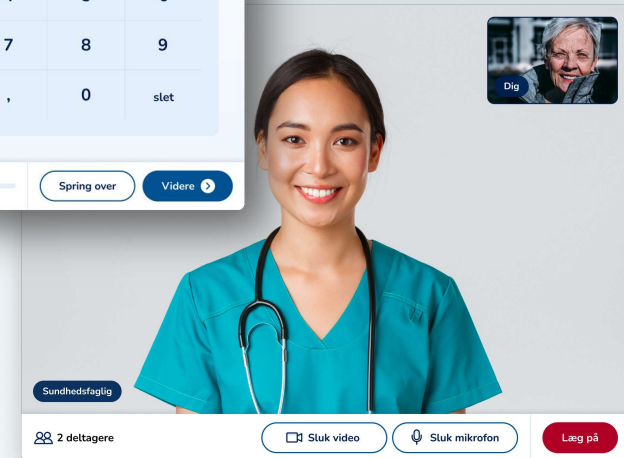 7 8 9
, 0 slet
Spring over
Videre
Dig
Sundhedsfaglig
2 deltagere
Sluk video
Sluk mikrofon
Læg på